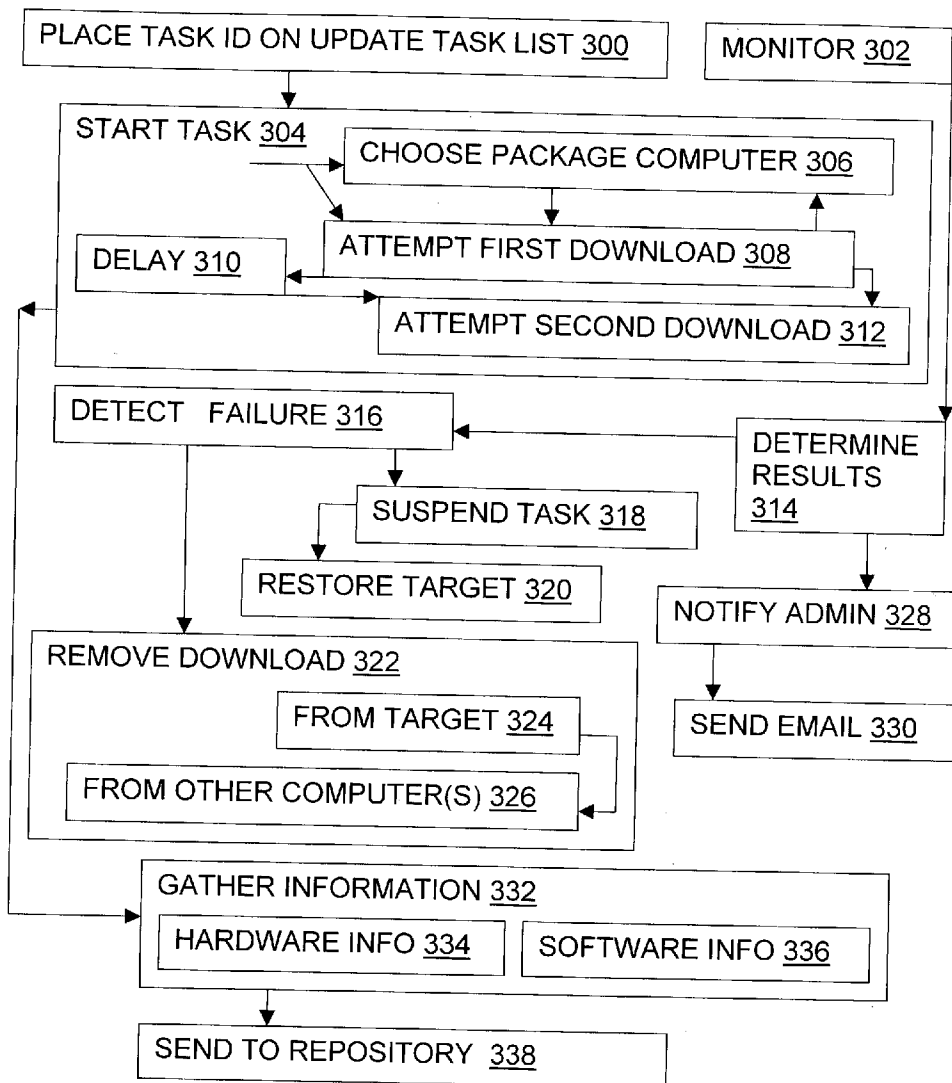 PLACE TASK ID ON UPDATE TASK LIST 300
MONITOR 302
START TASK 304
CHOOSE PACKAGE COMPUTER 306
ATTEMPT FIRST DOWNLOAD 308
DELAY 310
ATTEMPT SECOND DOWNLOAD 312
DETECT FAILURE 316
DETERMINE
RESULTS
314
SUSPEND TASK 318
RESTORE TARGET 320
NOTIFY ADMIN 328
REMOVE DOWNLOAD 322
FROM TARGET 324
SEND EMAIL 330
FROM OTHER COMPUTER(S) 326
GATHER INFORMATION 332
HARDWARE INFO 334
SOFTWARE INFO 336
SEND TO REPOSITORY 338